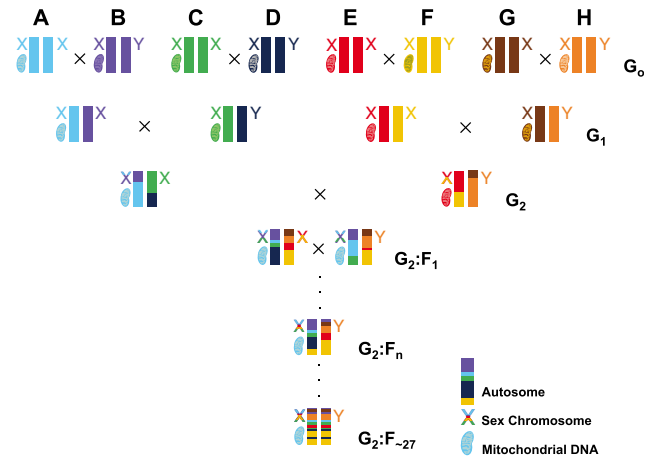 A B C D E F G H
X X × X Y X X × X Y X X × X Y X X × X Y G₀
X X × X Y X X × X Y G₁
X X × X Y G₂
X X × X Y G₂:F₁
X Y G₂:Fₙ
X Y G₂:F~₂₇
Autosome
Sex Chromosome
Mitochondrial DNA